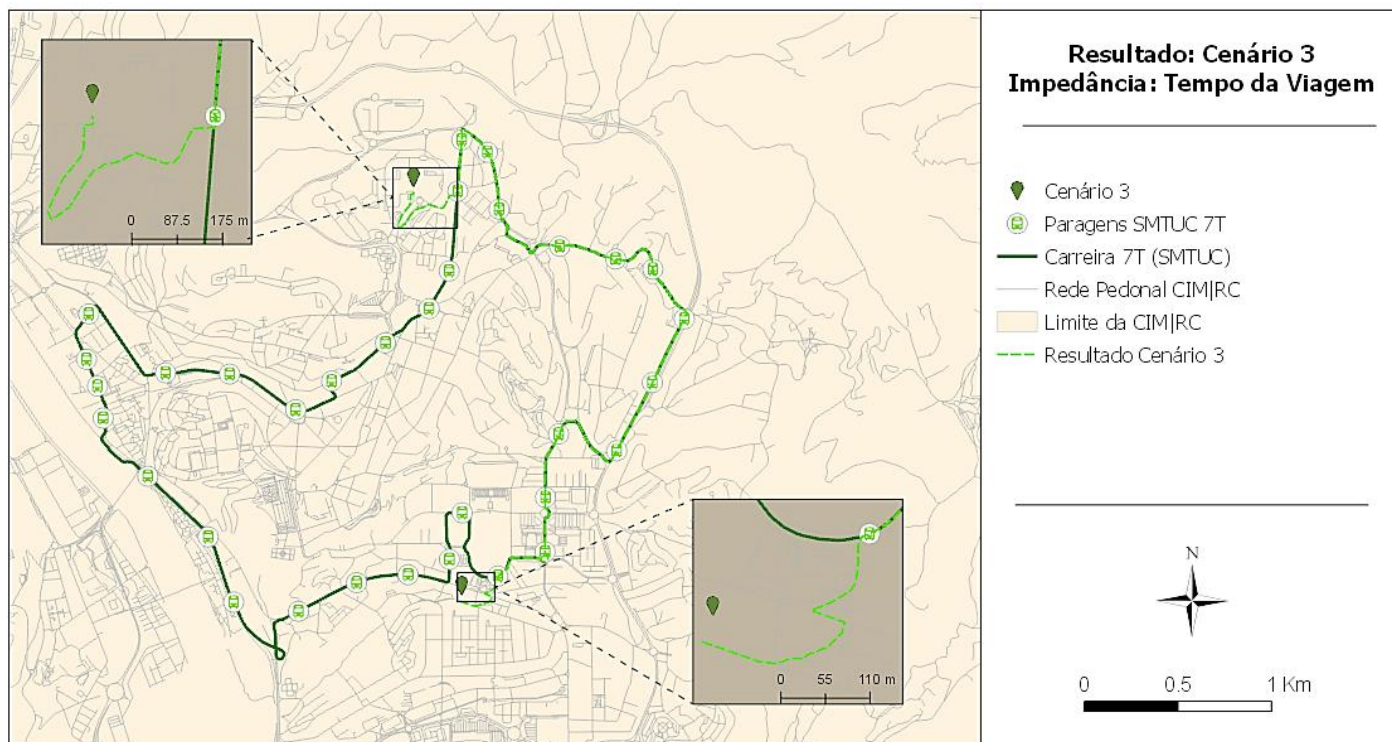 0 87.5 175 m
0 55 110 m
Resultado: Cenário 3
Impedância: Tempo da Viagem
Cenário 3
Paragens SMTUC 7T
Carreira 7T (SMTUC)
Rede Pedonal CIM|RC
Limite da CIM|RC
Resultado Cenário 3
N
0 0.5 1 Km